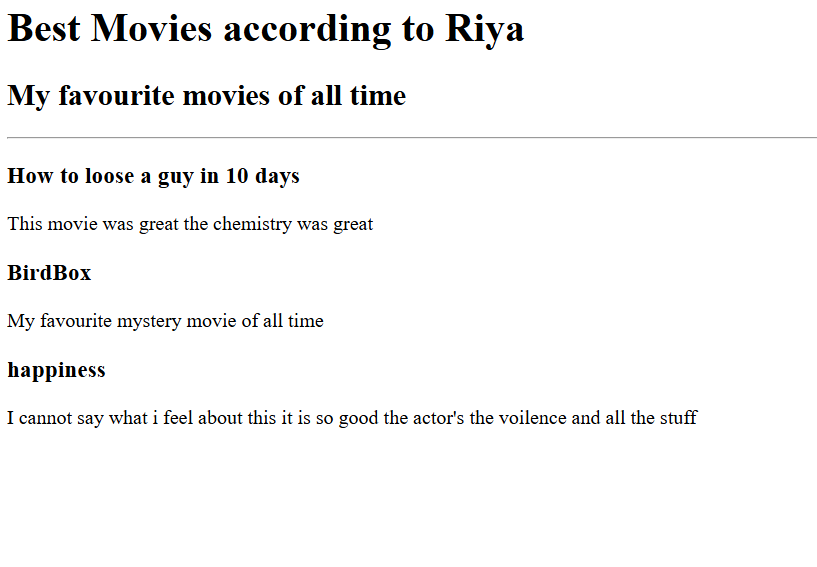 Best Movies according to Riya
My favourite movies of all time
How to loose a guy in 10 days
This movie was great the chemistry was great
BirdBox
My favourite mystery movie of all time
happiness
I cannot say what i feel about this it is so good the actor's the voilence and all the stuff